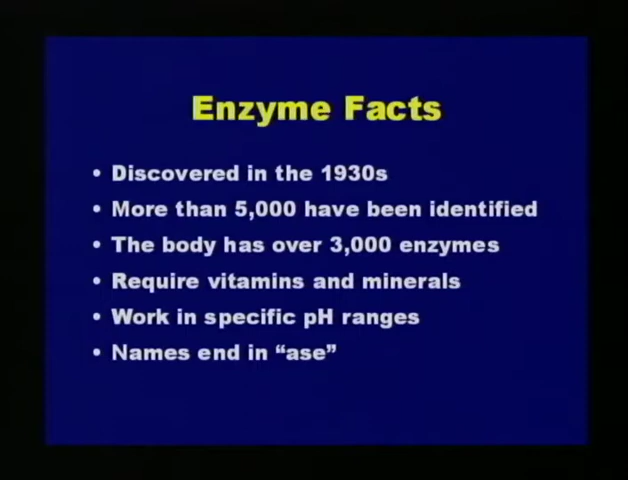 Enzyme Facts
• Discovered in the 1930s
• More than 5,000 have been identified
• The body has over 3,000 enzymes
• Require vitamins and minerals
• Work in specific pH ranges
• Names end in “ase”